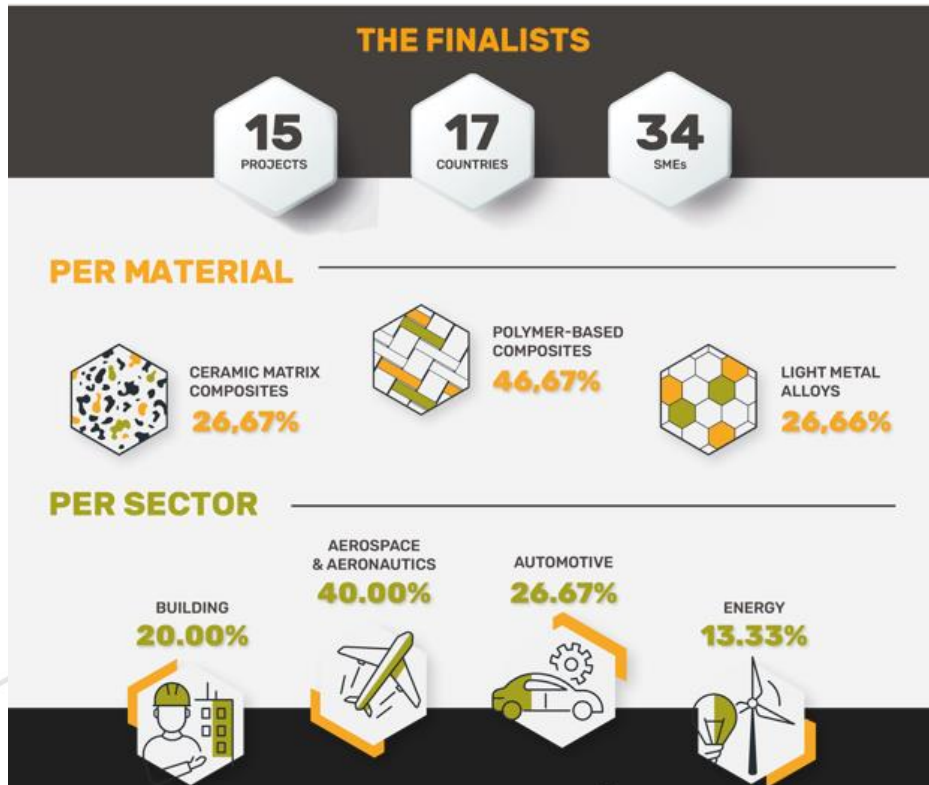 THE FINALISTS
15
PROJECTS
17
COUNTRIES
34
SMEs
PER MATERIAL
CERAMIC MATRIX
COMPOSITES
26,67%
POLYMER-BASED
COMPOSITES
46,67%
LIGHT METAL
ALLOYS
26,66%
PER SECTOR
BUILDING
20.00%
AEROSPACE
& AERONAUTICS
40.00%
AUTOMOTIVE
26.67%
ENERGY
13.33%